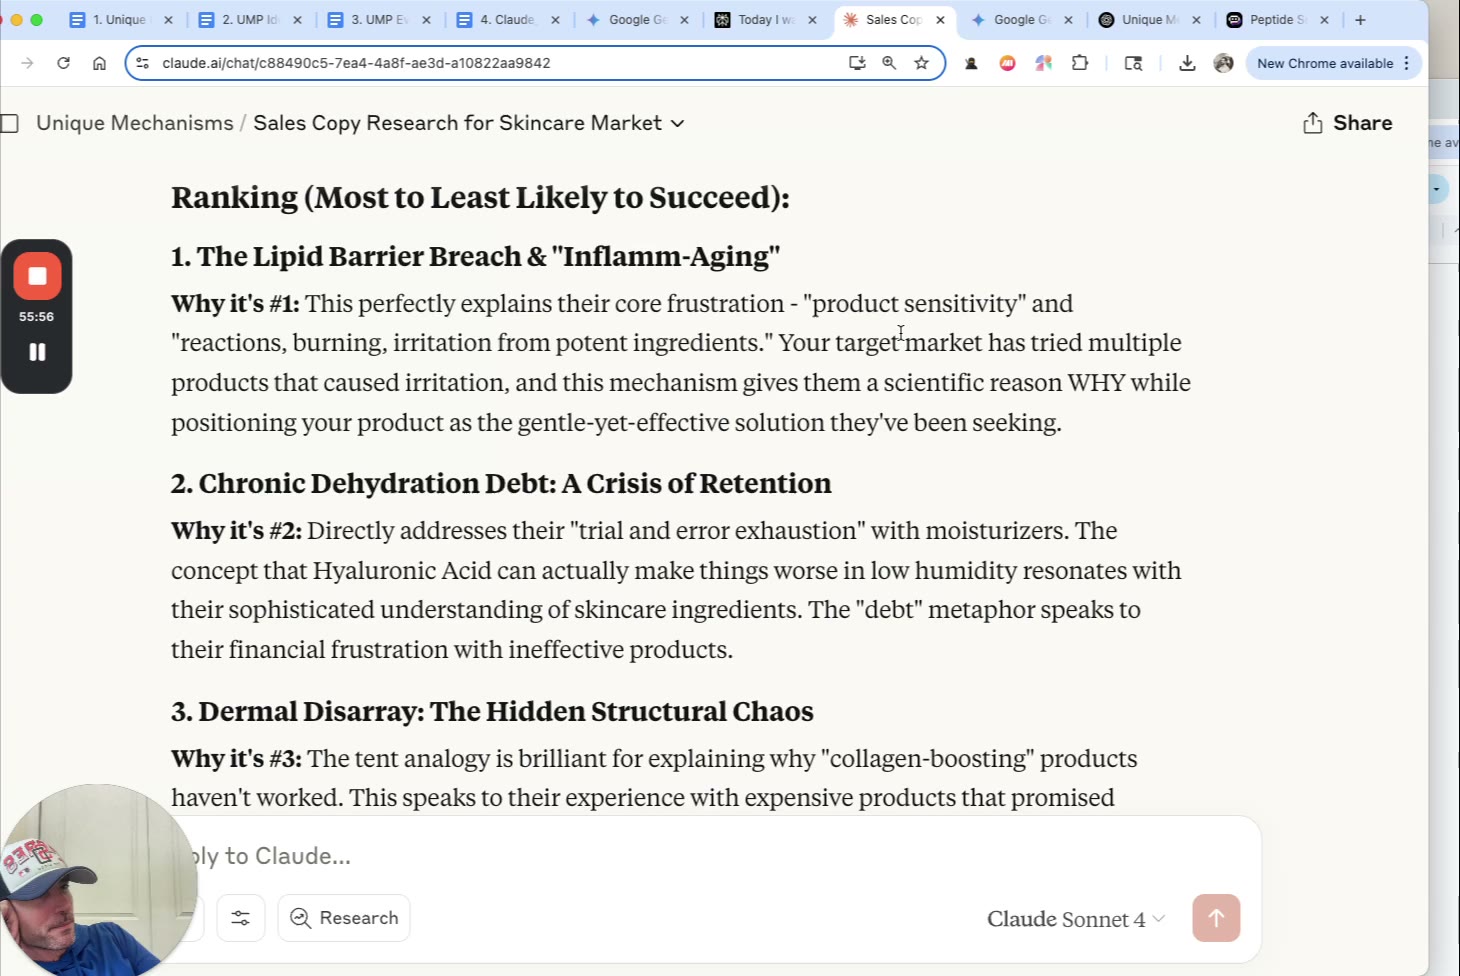 1. Unique
2. UMP Id
3. UMP Ev
4. Claude
Google Ge
Today I w
Sales Cop
Google G
Unique M
Peptide S
claude.ai/chat/c88490c5-7ea4-4a8f-ae3d-a10822aa9842
New Chrome available
Unique Mechanisms / Sales Copy Research for Skincare Market
Share
Ranking (Most to Least Likely to Succeed):
1. The Lipid Barrier Breach & "Inflamm-Aging"
Why it's #1: This perfectly explains their core frustration - "product sensitivity" and
"reactions, burning, irritation from potent ingredients." Your target market has tried multiple
products that caused irritation, and this mechanism gives them a scientific reason WHY while
positioning your product as the gentle-yet-effective solution they've been seeking.
55:56
2. Chronic Dehydration Debt: A Crisis of Retention
Why it's #2: Directly addresses their "trial and error exhaustion" with moisturizers. The
concept that Hyaluronic Acid can actually make things worse in low humidity resonates with
their sophisticated understanding of skincare ingredients. The "debt" metaphor speaks to
their financial frustration with ineffective products.
3. Dermal Disarray: The Hidden Structural Chaos
Why it's #3: The tent analogy is brilliant for explaining why "collagen-boosting" products
haven't worked. This speaks to their experience with expensive products that promised
ply to Claude...
Research
Claude Sonnet 4